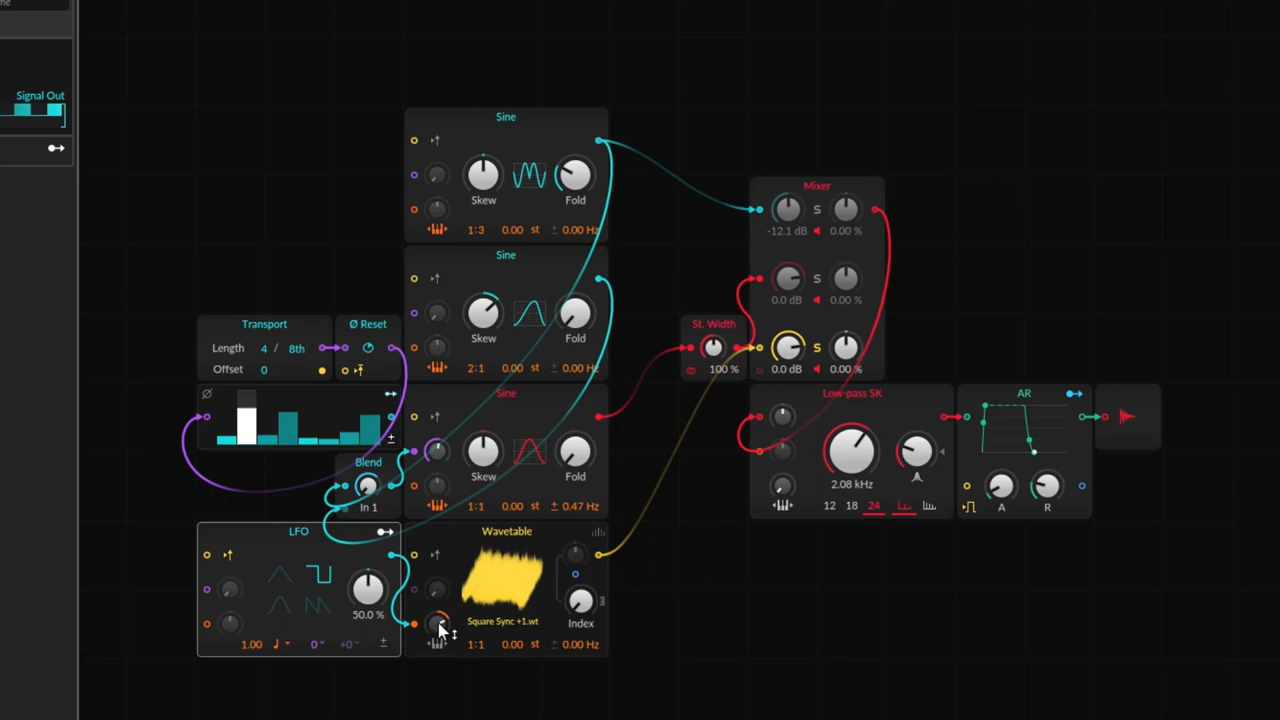 Signal Out
Sine
Skew
Fold
1:3 0.00 st ± 0.00 Hz
Mixer
-12.1 dB S 0.00 %
0.0 dB S 0.00 %
0.0 dB S 0.00 %
Sine
Skew
Fold
2:1 0.00 st ± 0.00 Hz
Transport
Length 4 / 8th
Offset 0
Ø Reset
St. Width
100 %
Ø
±
Sine
Skew
Fold
1:1 0.00 st ± 0.47 Hz
Blend
In 1
Low-pass SK
2.08 kHz
12 18 24
AR
A R
LFO
50.0 %
1.00 0° +0° ±
Wavetable
Square Sync +1.wt
Index
1:1 0.00 st ± 0.00 Hz